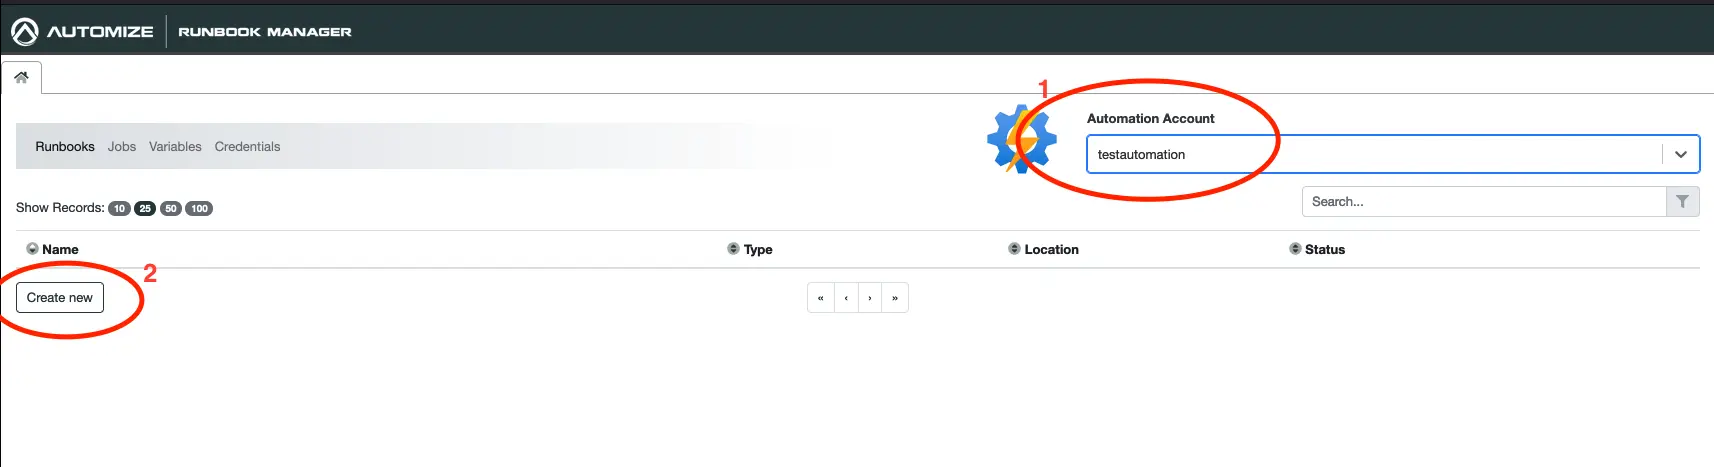 AUTOMIZE RUNBOOK MANAGER
1
Automation Account
Runbooks Jobs Variables Credentials
testautomation
Show Records: 10 25 50 100
Search...
Name Type Location Status
2
Create new
« ‹ › »